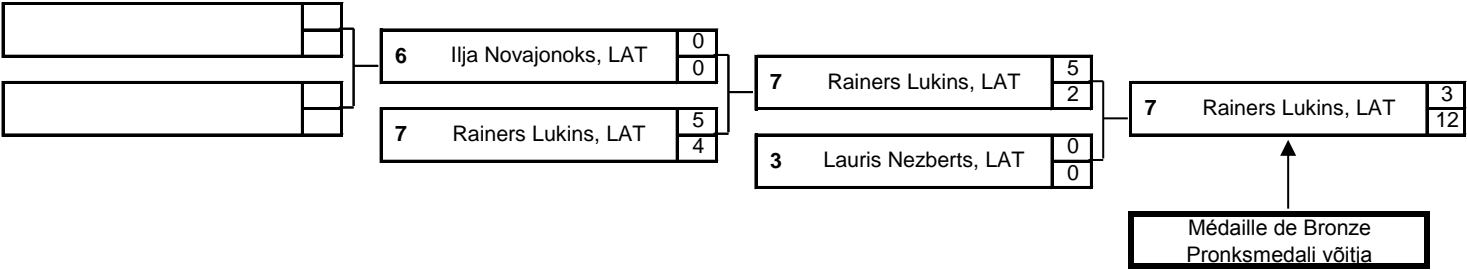 6 Ilja Novajonoks, LAT 0
0
7 Rainers Lukins, LAT 5
4
7 Rainers Lukins, LAT 5
2
3 Lauris Nezberts, LAT 0
0
7 Rainers Lukins, LAT 3
12
Médaille de Bronze
Pronksmedali võitja